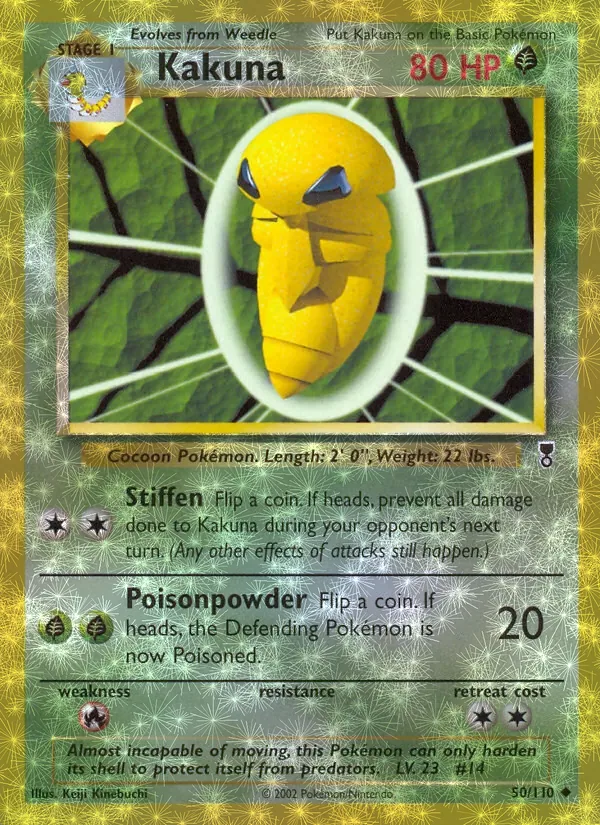 Evolves from Weedle
Put Kakuna on the Basic Pokémon
STAGE 1
Kakuna
80 HP
Cocoon Pokémon. Length: 2' 0", Weight: 22 lbs.
Stiffen Flip a coin. If heads, prevent all damage
done to Kakuna during your opponent's next
turn. (Any other effects of attacks still happen.)
Poisonpowder Flip a coin. If
heads, the Defending Pokémon is
now Poisoned.
20
weakness
resistance
retreat cost
Almost incapable of moving, this Pokémon can only harden
its shell to protect itself from predators. LV. 23 #14
Illus. Keiji Kinebuchi
© 2002 Pokémon/Nintendo
50/110